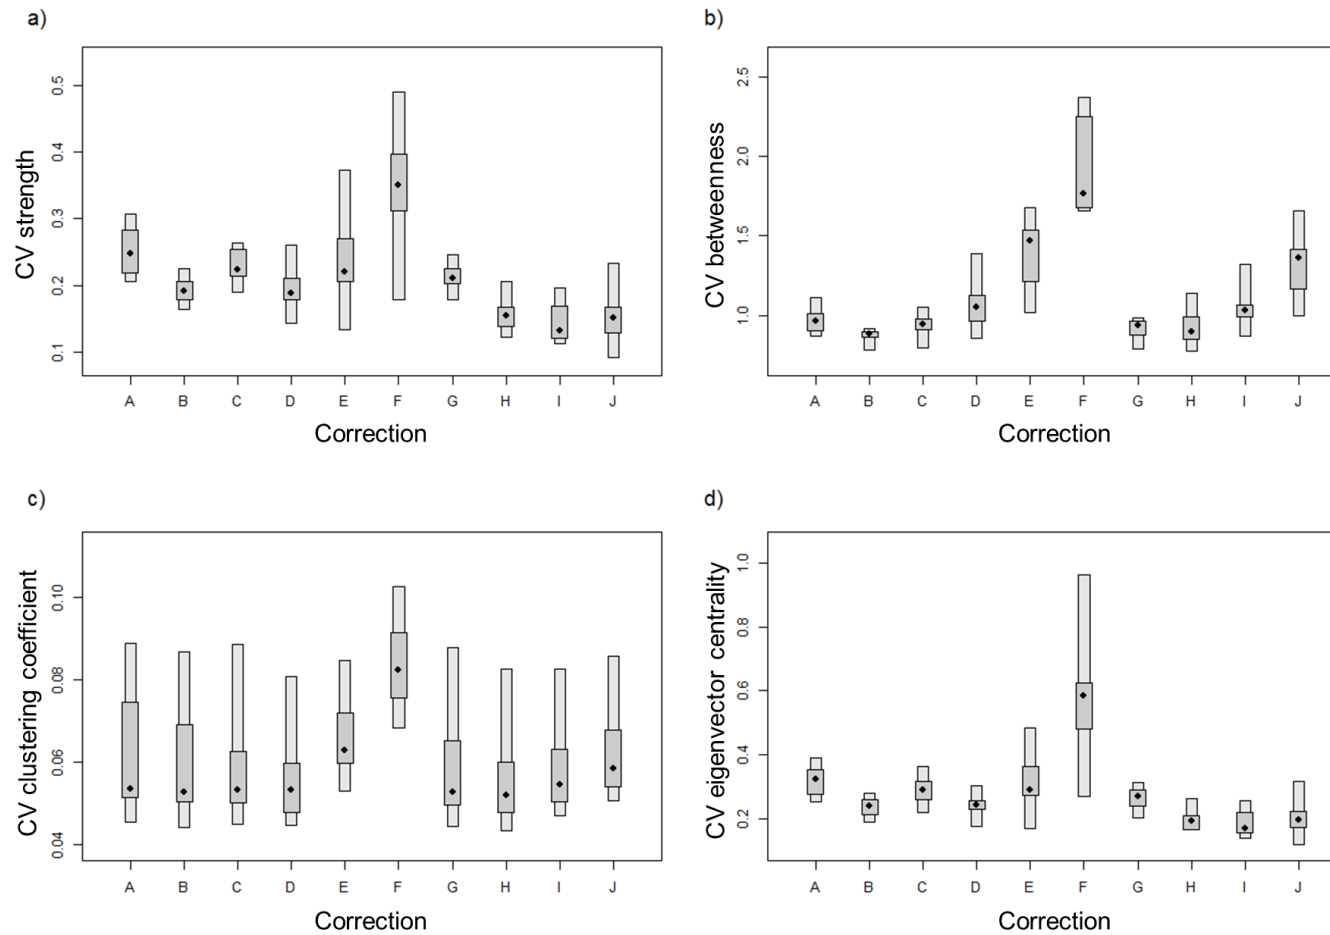 a)
CV strength
0.5
0.4
0.3
0.2
0.1
A B C D E F G H I J
Correction
b)
CV betweenness
2.5
2.0
1.5
1.0
A B C D E F G H I J
Correction
c)
CV clustering coefficient
0.10
0.08
0.06
0.04
A B C D E F G H I J
Correction
d)
CV eigenvector centrality
1.0
0.8
0.6
0.4
0.2
A B C D E F G H I J
Correction